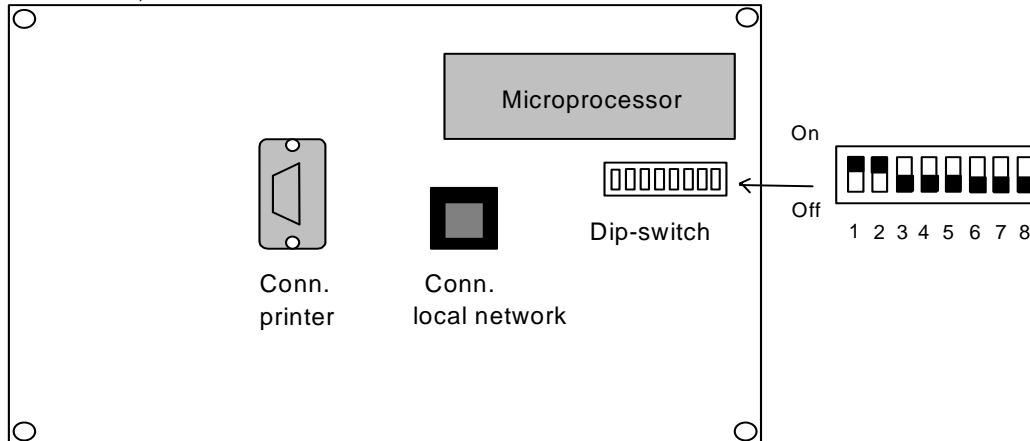 Microprocessor
On
Off
1 2 3 4 5 6 7 8
Dip-switch
Conn.
printer
Conn.
local network